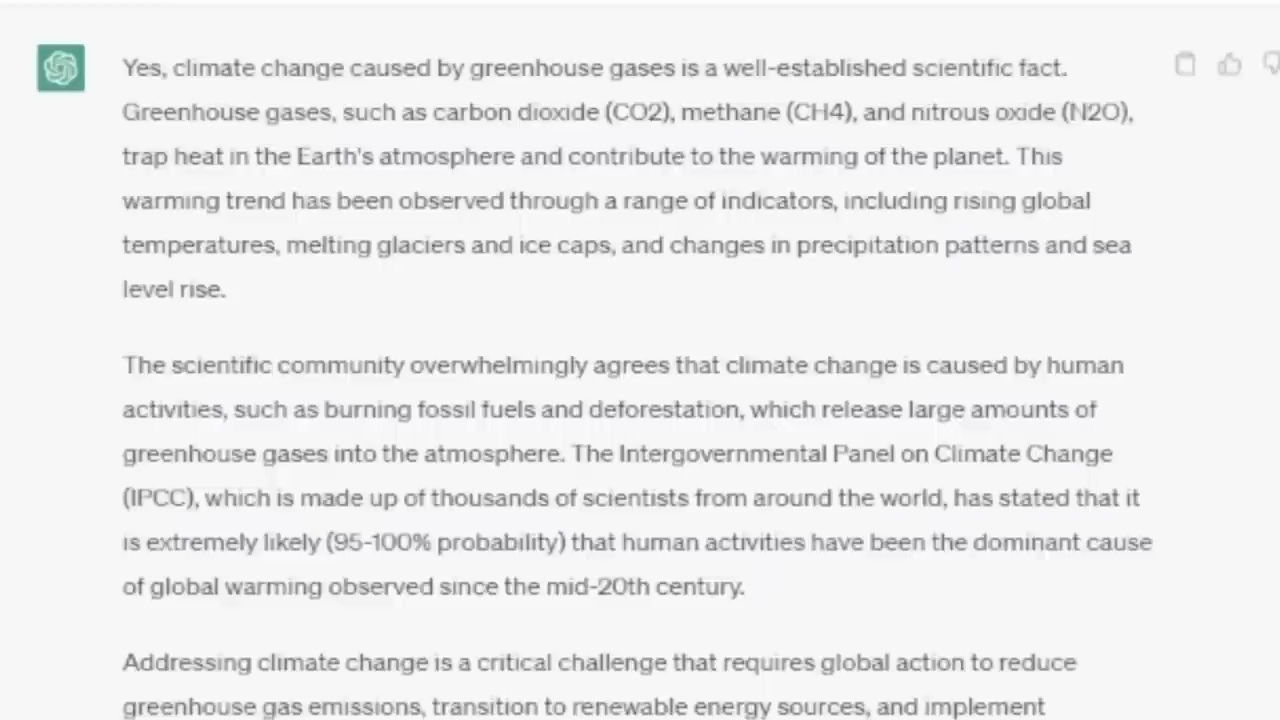 Yes, climate change caused by greenhouse gases is a well-established scientific fact.
Greenhouse gases, such as carbon dioxide (CO2), methane (CH4), and nitrous oxide (N2O),
trap heat in the Earth's atmosphere and contribute to the warming of the planet. This
warming trend has been observed through a range of indicators, including rising global
temperatures, melting glaciers and ice caps, and changes in precipitation patterns and sea
level rise.
The scientific community overwhelmingly agrees that climate change is caused by human
activities, such as burning fossil fuels and deforestation, which release large amounts of
greenhouse gases into the atmosphere. The Intergovernmental Panel on Climate Change
(IPCC), which is made up of thousands of scientists from around the world, has stated that it
is extremely likely (95-100% probability) that human activities have been the dominant cause
of global warming observed since the mid-20th century.
Addressing climate change is a critical challenge that requires global action to reduce
greenhouse gas emissions, transition to renewable energy sources, and implement